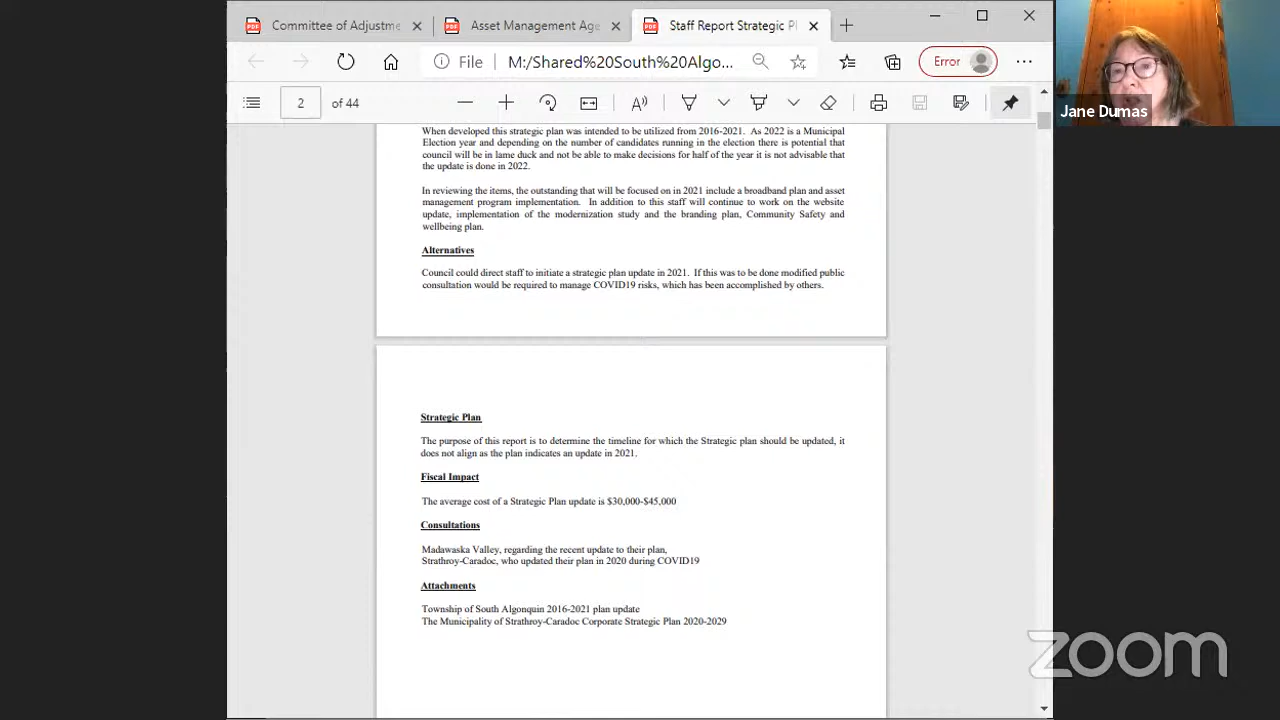 Committee of Adjustme
Asset Management Age
Staff Report Strategic Pl
File
M:/Shared%20South%20Algo...
Error
2
of 44
Jane Dumas
When developed this strategic plan was intended to be utilized from 2016-2021. As 2022 is a Municipal
Election year and depending on the number of candidates running in the election there is potential that
council will be in lame duck and not be able to make decisions for half of the year it is not advisable that
the update is done in 2022.
In reviewing the items, the outstanding that will be focused on in 2021 include a broadband plan and asset
management program implementation. In addition to this staff will continue to work on the website
update, implementation of the modernization study and the branding plan, Community Safety and
wellbeing plan.
Alternatives
Council could direct staff to initiate a strategic plan update in 2021. If this was to be done modified public
consultation would be required to manage COVID19 risks, which has been accomplished by others.
Strategic Plan
The purpose of this report is to determine the timeline for which the Strategic plan should be updated, it
does not align as the plan indicates an update in 2021.
Fiscal Impact
The average cost of a Strategic Plan update is $30,000-$45,000
Consultations
Madawaska Valley, regarding the recent update to their plan,
Strathroy-Caradoc, who updated their plan in 2020 during COVID19
Attachments
Township of South Algonquin 2016-2021 plan update
The Municipality of Strathroy-Caradoc Corporate Strategic Plan 2020-2029
zoom